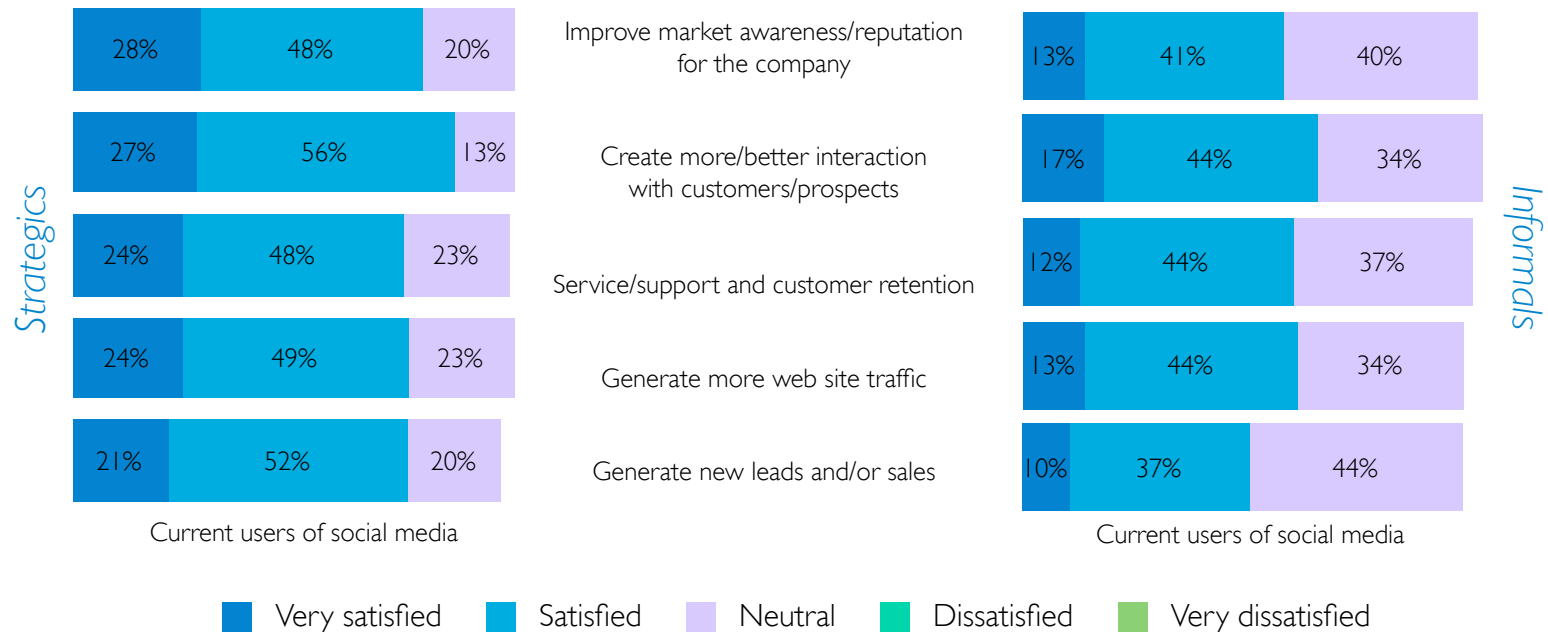 28% 48% 20%
Improve market awareness/reputation
for the company
13% 41% 40%
27% 56% 13%
Create more/better interaction
with customers/prospects
17% 44% 34%
Strategics
Informals
24% 48% 23%
Service/support and customer retention
12% 44% 37%
24% 49% 23%
Generate more web site traffic
13% 44% 34%
21% 52% 20%
Generate new leads and/or sales
10% 37% 44%
Current users of social media
Current users of social media
Very satisfied Satisfied Neutral Dissatisfied Very dissatisfied